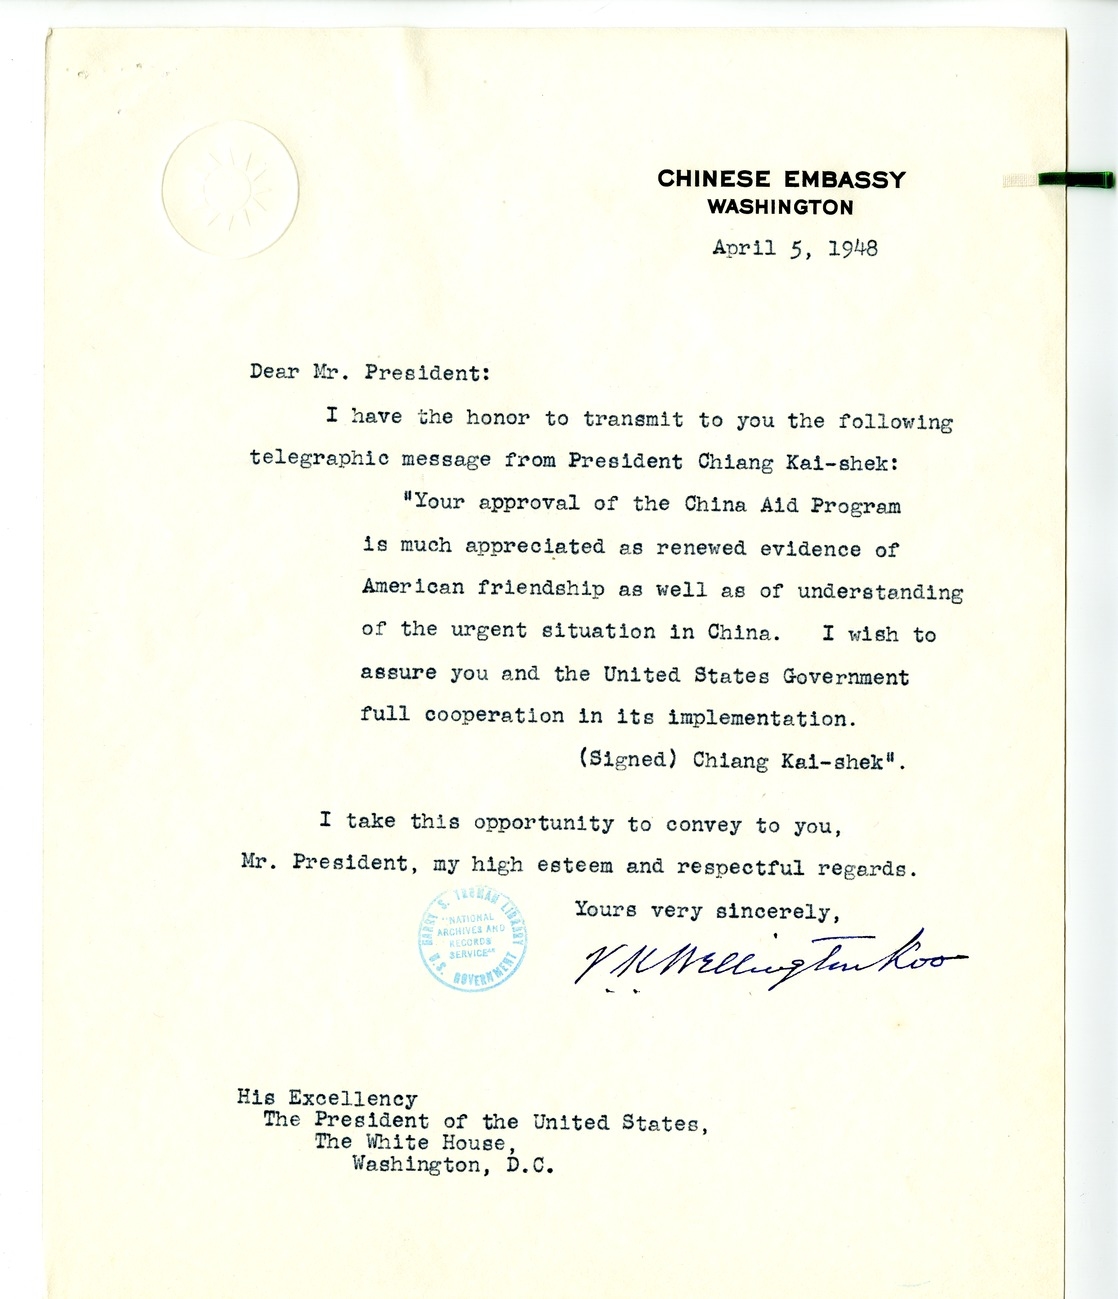 CHINESE EMBASSY
WASHINGTON
April 5, 1948
Dear Mr. President:
I have the honor to transmit to you the following
telegraphic message from President Chiang Kai-shek:
"Your approval of the China Aid Program
is much appreciated as renewed evidence of
American friendship as well as of understanding
of the urgent situation in China. I wish to
assure you and the United States Government
full cooperation in its implementation.
(Signed) Chiang Kai-shek".
I take this opportunity to convey to you,
Mr. President, my high esteem and respectful regards.
Yours very sincerely,
V K Wellington Koo
HARRY S. TRUMAN LIBRARY
"NATIONAL
ARCHIVES AND
RECORDS
SERVICE"
U.S. GOVERNMENT
His Excellency
The President of the United States,
The White House,
Washington, D.C.